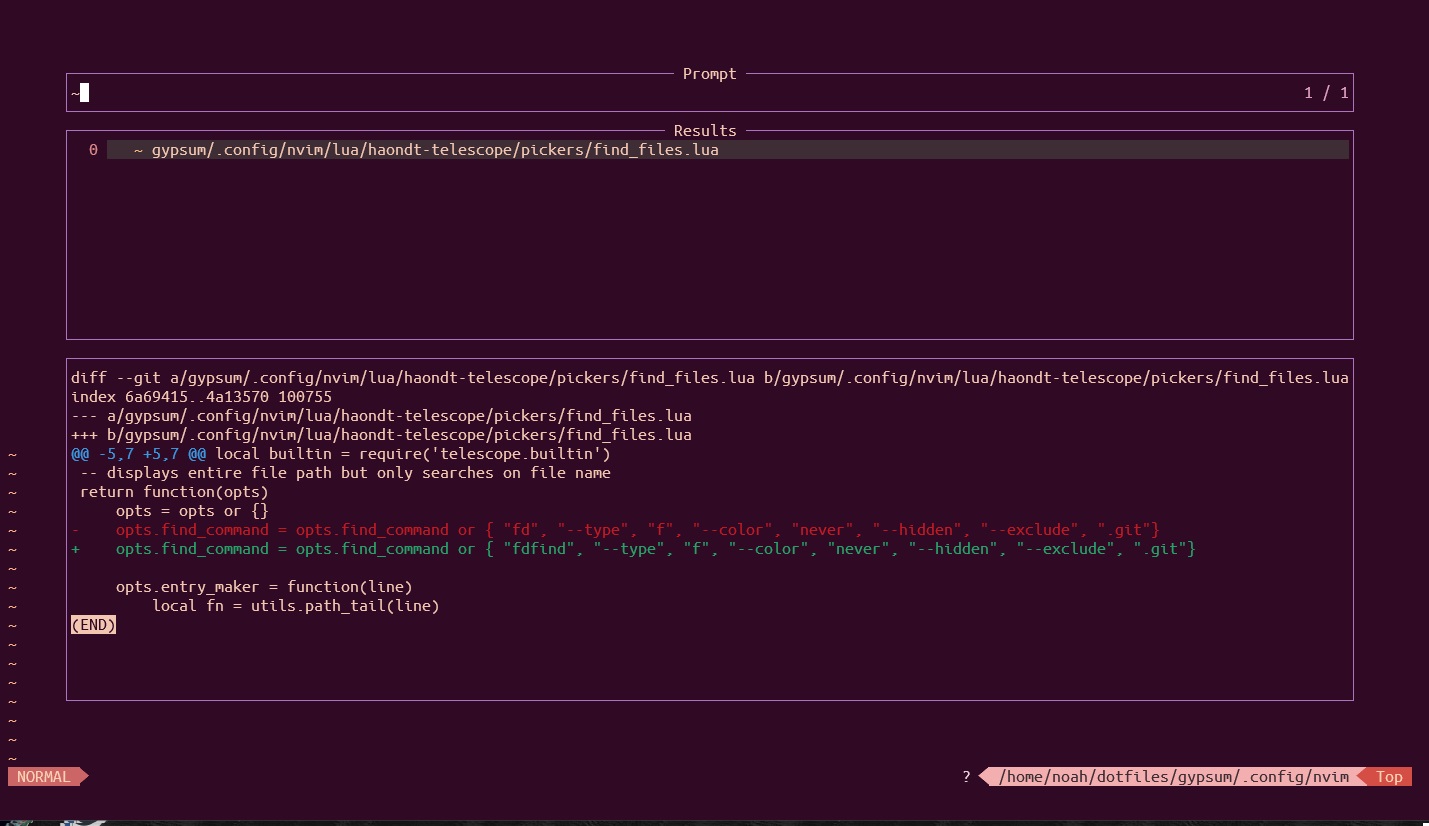 Prompt
~ 1 / 1
Results
0 ~ gypsum/.config/nvim/lua/haondt-telescope/pickers/find_files.lua
diff --git a/gypsum/.config/nvim/lua/haondt-telescope/pickers/find_files.lua b/gypsum/.config/nvim/lua/haondt-telescope/pickers/find_files.lua
index 6a69415..4a13570 100755
--- a/gypsum/.config/nvim/lua/haondt-telescope/pickers/find_files.lua
+++ b/gypsum/.config/nvim/lua/haondt-telescope/pickers/find_files.lua
~ @@ -5,7 +5,7 @@ local builtin = require('telescope.builtin')
~ -- displays entire file path but only searches on file name
~ return function(opts)
~     opts = opts or {}
~ -    opts.find_command = opts.find_command or { "fd", "--type", "f", "--color", "never", "--hidden", "--exclude", ".git"}
~ +    opts.find_command = opts.find_command or { "fdfind", "--type", "f", "--color", "never", "--hidden", "--exclude", ".git"}
~
~     opts.entry_maker = function(line)
~         local fn = utils.path_tail(line)
~ (END)
~
~
~
~
~
~
~
NORMAL ? /home/noah/dotfiles/gypsum/.config/nvim Top